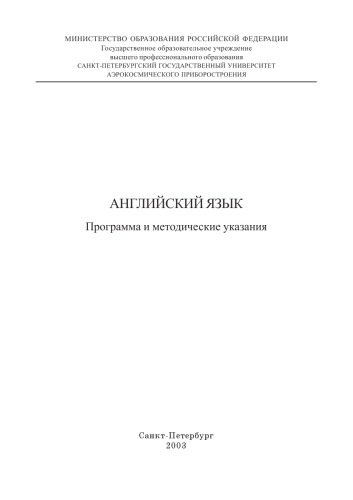 МИНИСТЕРСТВО ОБРАЗОВАНИЯ РОССИЙСКОЙ ФЕДЕРАЦИИ
Государственное образовательное учреждение
высшего профессионального образования
САНКТ-ПЕТЕРБУРГСКИЙ ГОСУДАРСТВЕННЫЙ УНИВЕРСИТЕТ
АЭРОКОСМИЧЕСКОГО ПРИБОРОСТРОЕНИЯ
АНГЛИЙСКИЙ ЯЗЫК
Программа и методические указания
Санкт-Петербург
2003